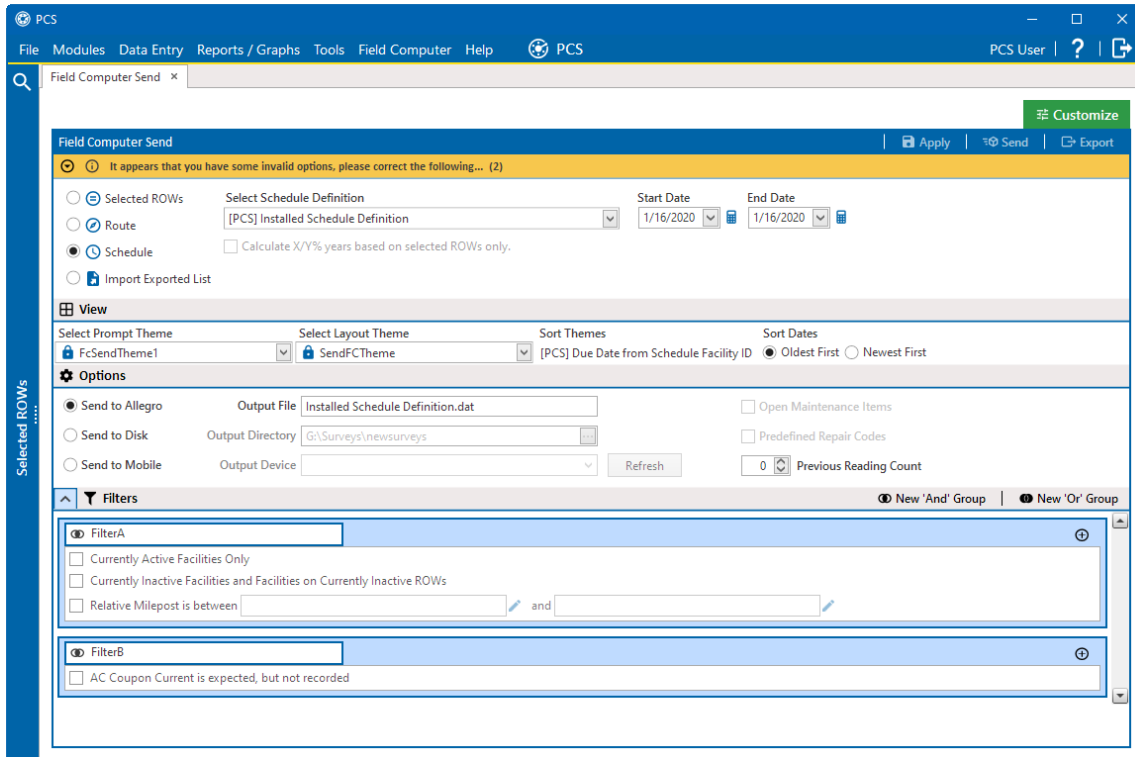 PCS
File Modules Data Entry Reports / Graphs Tools Field Computer Help PCS PCS User | ? |
Field Computer Send ×
Customize
Field Computer Send Apply Send Export
It appears that you have some invalid options, please correct the following... (2)
Selected ROWs Select Schedule Definition Start Date End Date
[PCS] Installed Schedule Definition 1/16/2020 1/16/2020
Route
Calculate X/Y% years based on selected ROWs only.
Schedule
Import Exported List
View
Select Prompt Theme Select Layout Theme Sort Themes Sort Dates
FcSendTheme1 SendFCTheme [PCS] Due Date from Schedule Facility ID Oldest First Newest First
Options
Send to Allegro Output File Installed Schedule Definition.dat Open Maintenance Items
Send to Disk Output Directory G:\Surveys\newsurveys ... Predefined Repair Codes
Send to Mobile Output Device Refresh 0 Previous Reading Count
Filters New 'And' Group | New 'Or' Group
FilterA
Currently Active Facilities Only
Currently Inactive Facilities and Facilities on Currently Inactive ROWs
Relative Milepost is between and
FilterB
AC Coupon Current is expected, but not recorded
Selected ROWs